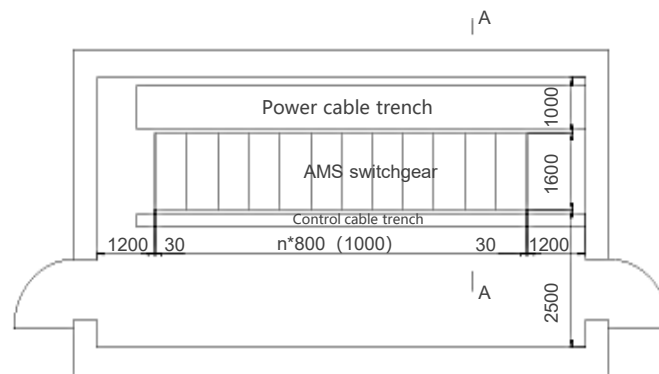 A
Power cable trench
1000
AMS switchgear
1600
Control cable trench
1200 30 n*800 (1000) 30 1200
A
2500